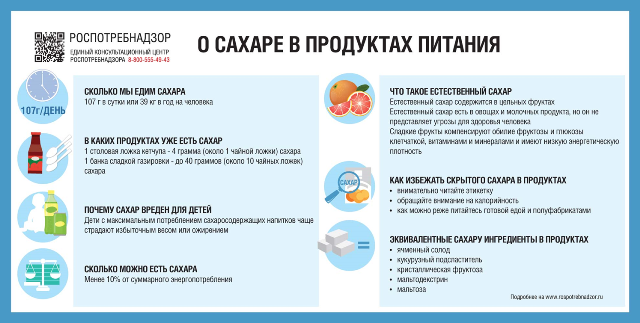 РОСПОТРЕБНАДЗОР
ЕДИНЫЙ КОНСУЛЬТАЦИОННЫЙ ЦЕНТР
РОСПОТРЕБНАДЗОРА 8-800-555-49-43
О САХАРЕ В ПРОДУКТАХ ПИТАНИЯ
107г/ДЕНЬ
СКОЛЬКО МЫ ЕДИМ САХАРА
107 г в сутки или 39 кг в год на человека
В КАКИХ ПРОДУКТАХ УЖЕ ЕСТЬ САХАР
1 столовая ложка кетчупа - 4 грамма (около 1 чайной ложки) сахара
1 банка сладкой газировки - до 40 граммов (около 10 чайных ложек)
сахара
ПОЧЕМУ САХАР ВРЕДЕН ДЛЯ ДЕТЕЙ
Дети с максимальным потреблением сахаросодержащих напитков чаще
страдают избыточным весом или ожирением
СКОЛЬКО МОЖНО ЕСТЬ САХАРА
Менее 10% от суммарного энергопотребления
ЧТО ТАКОЕ ЕСТЕСТВЕННЫЙ САХАР
Естественный сахар содержится в цельных фруктах
Естественный сахар есть в овощах и молочных продукта, но он не
представляет угрозы для здоровья человека
Сладкие фрукты компенсируют обилие фруктозы и глюкозы
клетчаткой, витаминами и минералами и имеют низкую энергетическую
плотность
САХАР
КАК ИЗБЕЖАТЬ СКРЫТОГО САХАРА В ПРОДУКТАХ
• внимательно читайте этикетку
• обращайте внимание на калорийность
• как можно реже питайтесь готовой едой и полуфабрикатами
ЭКВИВАЛЕНТНЫЕ САХАРУ ИНГРЕДИЕНТЫ В ПРОДУКТАХ
• ячменный солод
• кукурузный подсластитель
• кристаллическая фруктоза
• мальтодекстрин
• мальтоза
Подробнее на www.rospotrebnadzor.ru